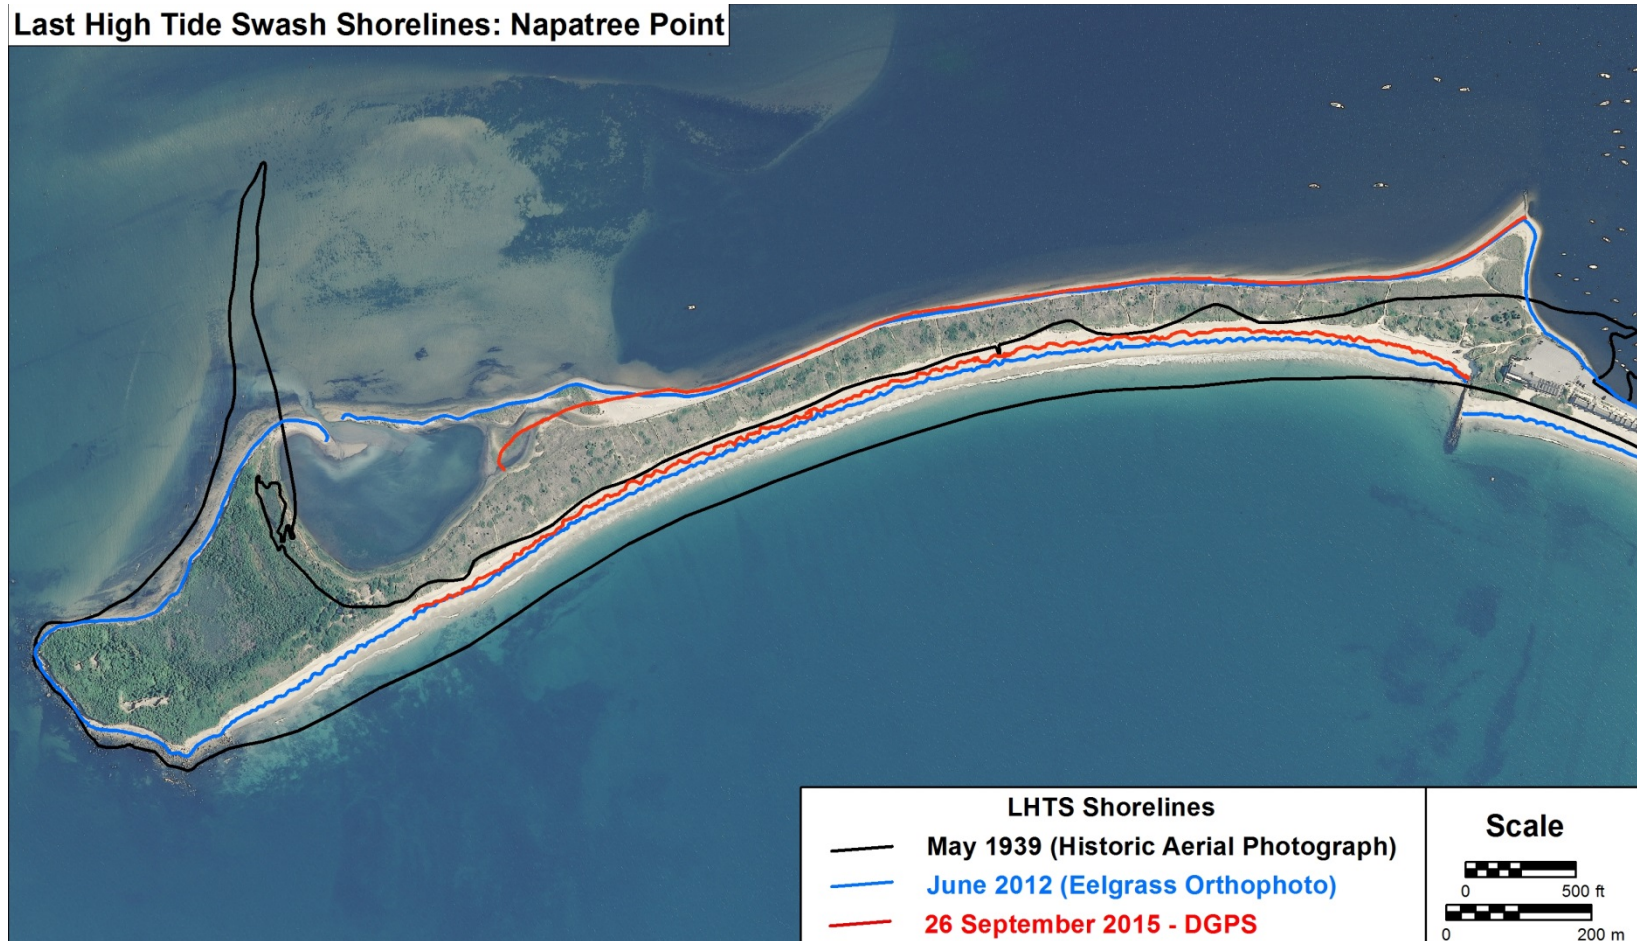 Last High Tide Swash Shorelines: Napatree Point
LHTS Shorelines
May 1939 (Historic Aerial Photograph)
June 2012 (Eelgrass Orthophoto)
26 September 2015 - DGPS
Scale
0 500 ft
0 200 m